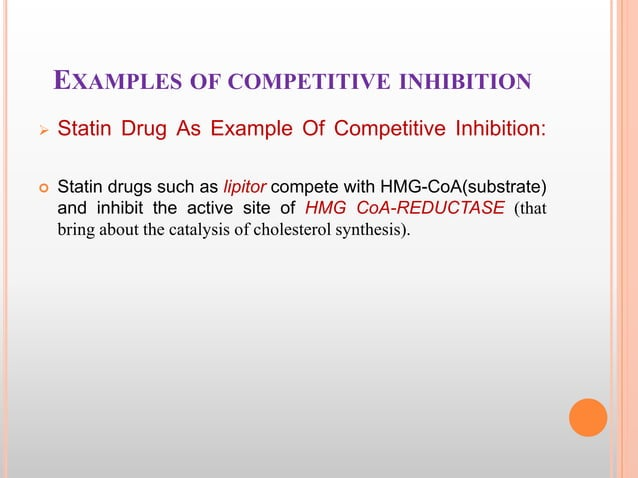 EXAMPLES OF COMPETITIVE INHIBITION
Statin Drug As Example Of Competitive Inhibition:
Statin drugs such as lipitor compete with HMG-CoA(substrate)
and inhibit the active site of HMG CoA-REDUCTASE (that
bring about the catalysis of cholesterol synthesis).